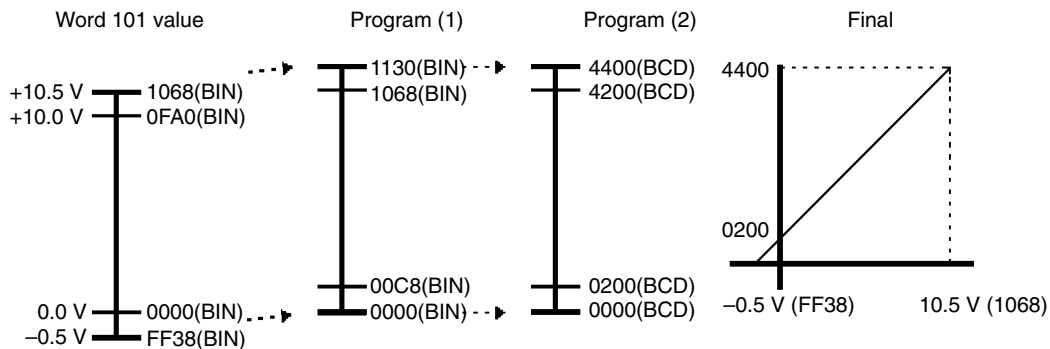 Word 101 value Program (1) Program (2) Final
+10.5 V 1068(BIN) 1130(BIN) 4400(BCD) 4400
+10.0 V 0FA0(BIN) 1068(BIN) 4200(BCD)
0200
00C8(BIN) 0200(BCD)
0.0 V 0000(BIN) 0000(BIN) 0000(BCD) –0.5 V (FF38) 10.5 V (1068)
–0.5 V FF38(BIN)